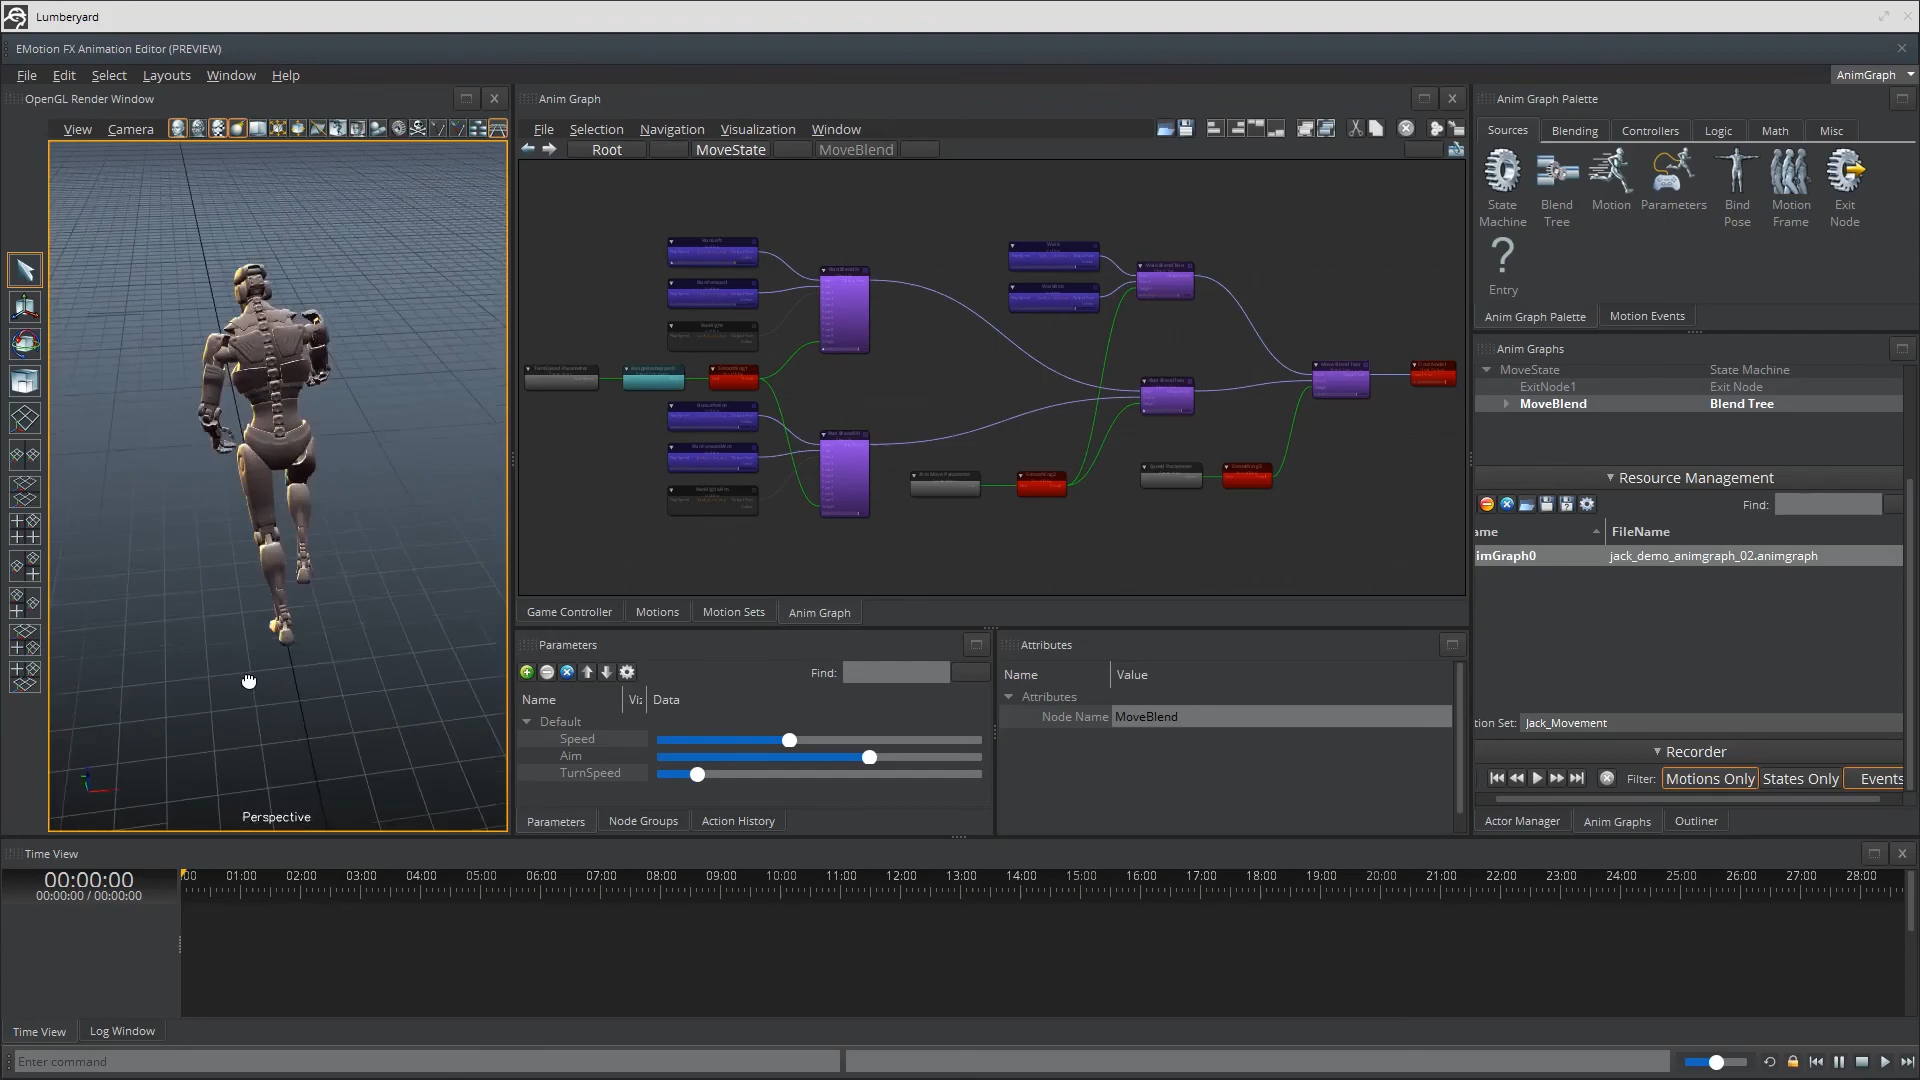 Lumberyard
EMotion FX Animation Editor (PREVIEW)
File Edit Select Layouts Window Help
AnimGraph
OpenGL Render Window
View Camera
Perspective
Anim Graph
File Selection Navigation Visualization Window
Root MoveState MoveBlend
Game Controller Motions Motion Sets Anim Graph
Parameters
Find:
Name Vi: Data
Default
Speed
Aim
TurnSpeed
Parameters Node Groups Action History
Attributes
Name Value
Attributes
Node Name MoveBlend
Anim Graph Palette
Sources Blending Controllers Logic Math Misc
State Machine
Blend Tree
Motion
Parameters
Bind Pose
Motion Frame
Exit Node
?
Entry
Anim Graph Palette Motion Events
Anim Graphs
MoveState State Machine
ExitNode1 Exit Node
MoveBlend Blend Tree
Resource Management
Find:
ame FileName
imGraph0 jack_demo_animgraph_02.animgraph
tion Set: Jack_Movement
Recorder
Filter: Motions Only States Only Events
Actor Manager Anim Graphs Outliner
Time View
00:00:00
00:00:00 / 00:00:00
:00 01:00 02:00 03:00 04:00 05:00 06:00 07:00 08:00 09:00 10:00 11:00 12:00 13:00 14:00 15:00 16:00 17:00 18:00 19:00 20:00 21:00 22:00 23:00 24:00 25:00 26:00 27:00 28:00
Time View Log Window
Enter command